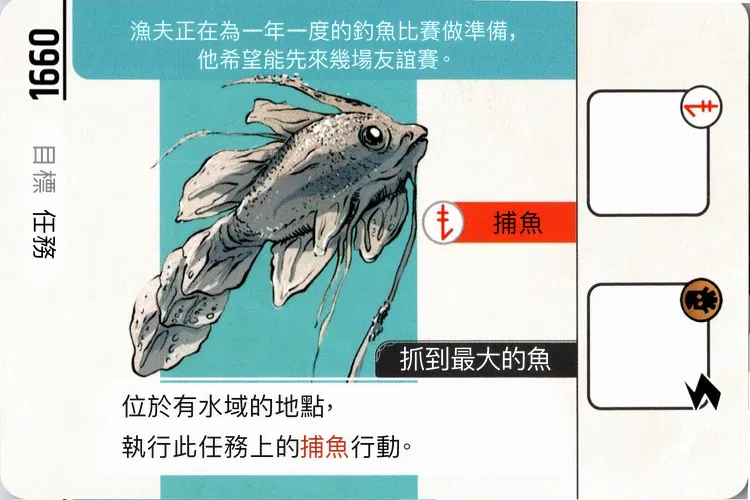 漁夫正在為一年一度的釣魚比賽做準備，
他希望能先來幾場友誼賽。
1660
目標 任務
捕魚
抓到最大的魚
位於有水域的地點，
執行此任務上的捕魚行動。